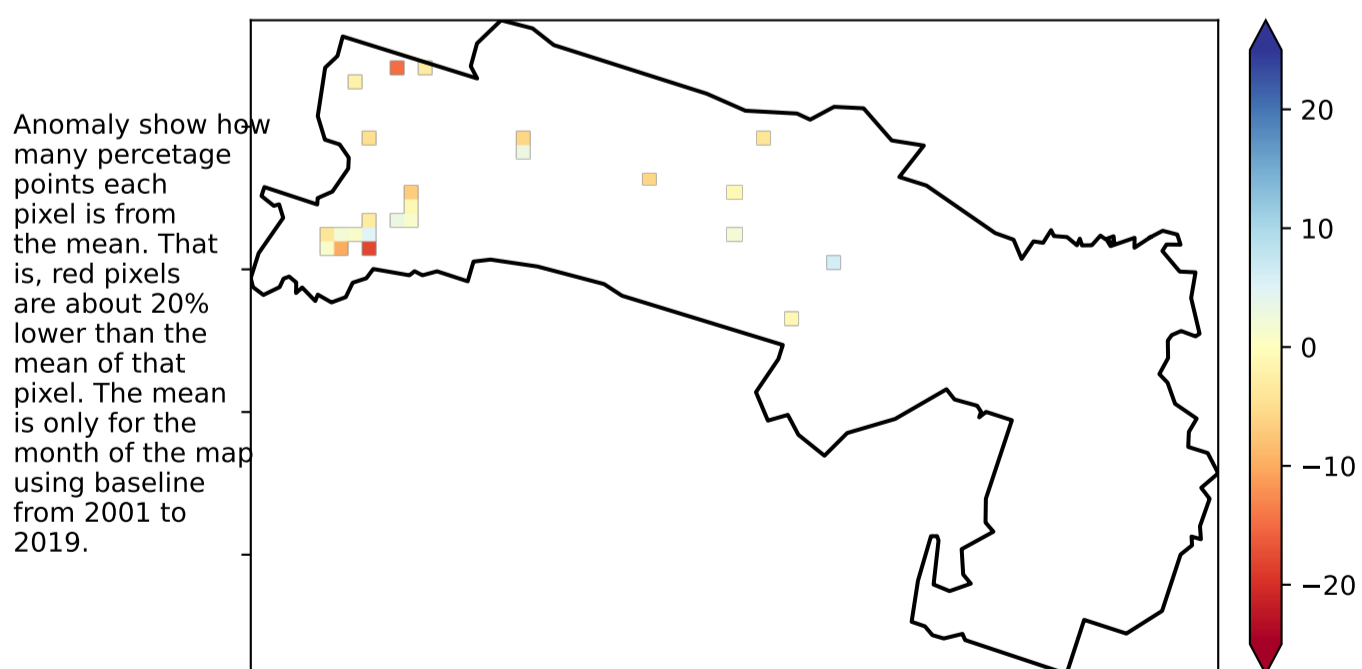 Anomaly show how
many percetage
points each
pixel is from
the mean. That
is, red pixels
are about 20%
lower than the
mean of that
pixel. The mean
is only for the
month of the map
using baseline
from 2001 to
2019.
20
10
0
−10
−20